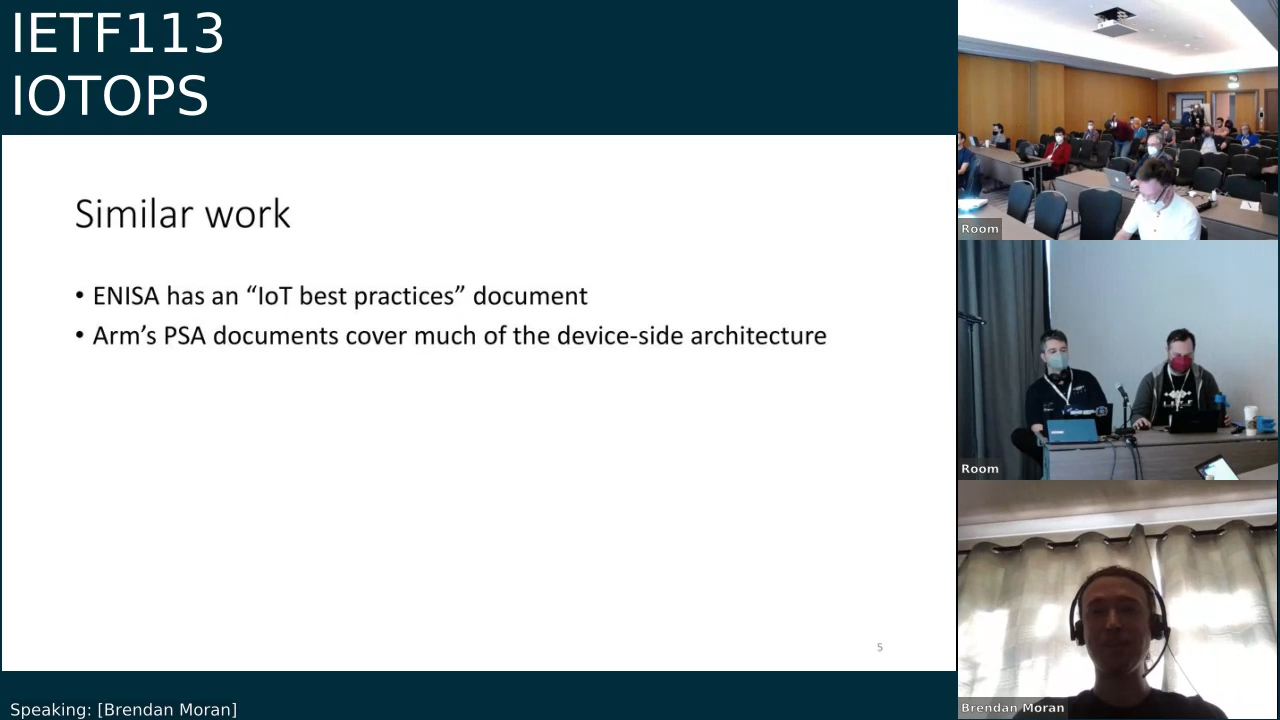 IETF113
IOTOPS
Similar work
• ENISA has an “IoT best practices” document
• Arm’s PSA documents cover much of the device-side architecture
5
Speaking: [Brendan Moran]
Room
Room
Brendan Moran